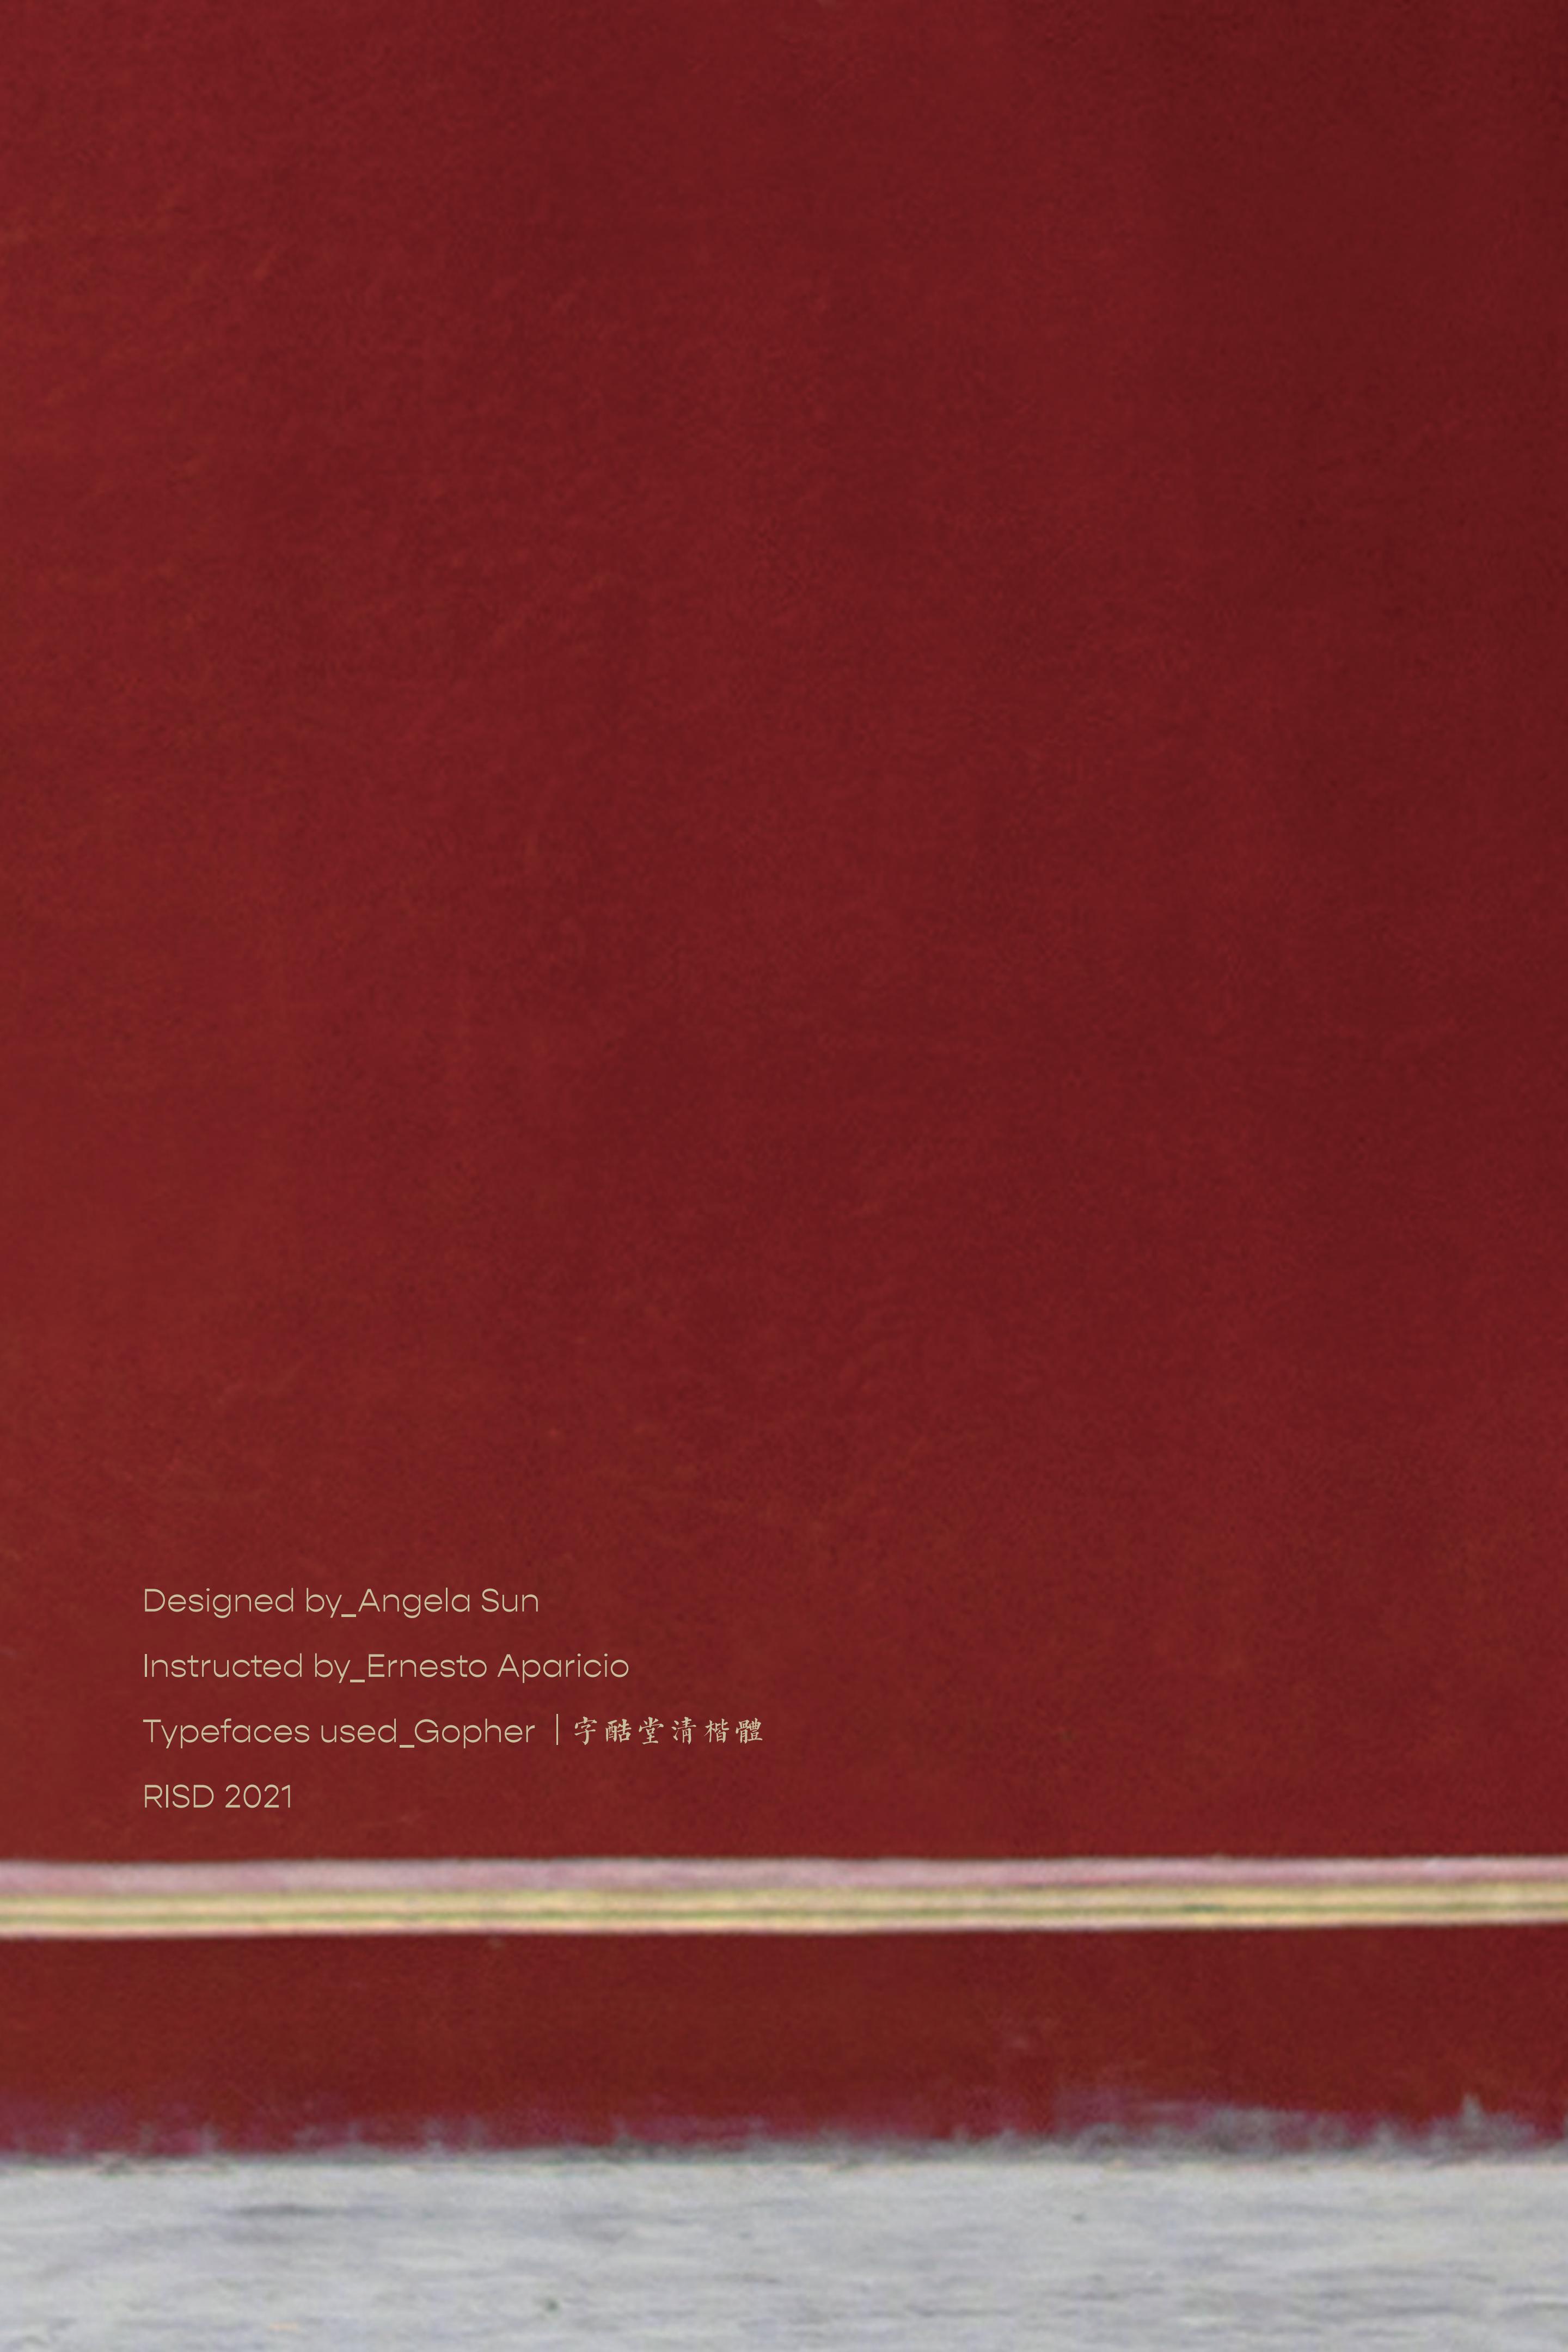 Designed by_Angela Sun
Instructed by_Ernesto Aparicio
Typefaces used_Gopher | 字酷堂清楷體
RISD 2021